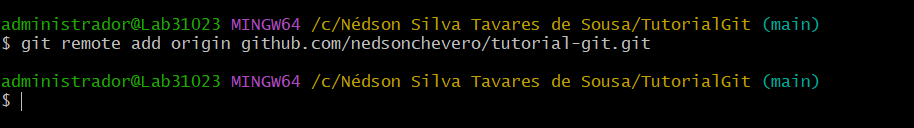 administrador@Lab31023 MINGW64 /c/Nédson Silva Tavares de Sousa/TutorialGit (main)
$ git remote add origin github.com/nedsonchevero/tutorial-git.git
administrador@Lab31023 MINGW64 /c/Nédson Silva Tavares de Sousa/TutorialGit (main)
$